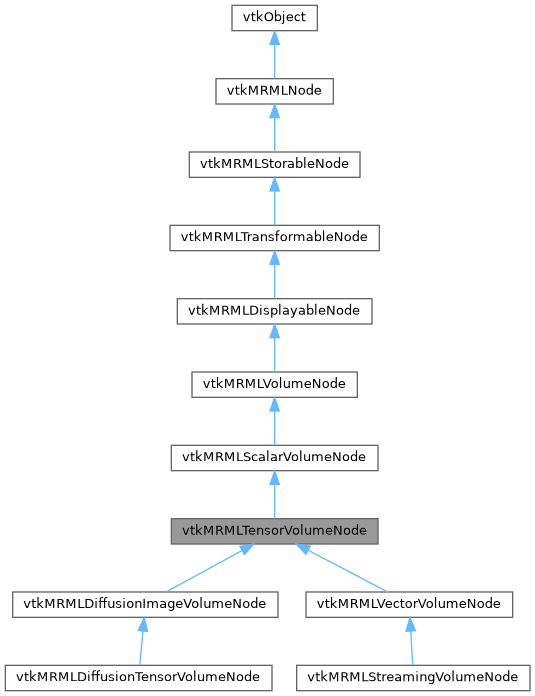 vtkObject
vtkMRMLNode
vtkMRMLStorableNode
vtkMRMLTransformableNode
vtkMRMLDisplayableNode
vtkMRMLVolumeNode
vtkMRMLScalarVolumeNode
vtkMRMLTensorVolumeNode
vtkMRMLDiffusionImageVolumeNode
vtkMRMLVectorVolumeNode
vtkMRMLDiffusionTensorVolumeNode
vtkMRMLStreamingVolumeNode